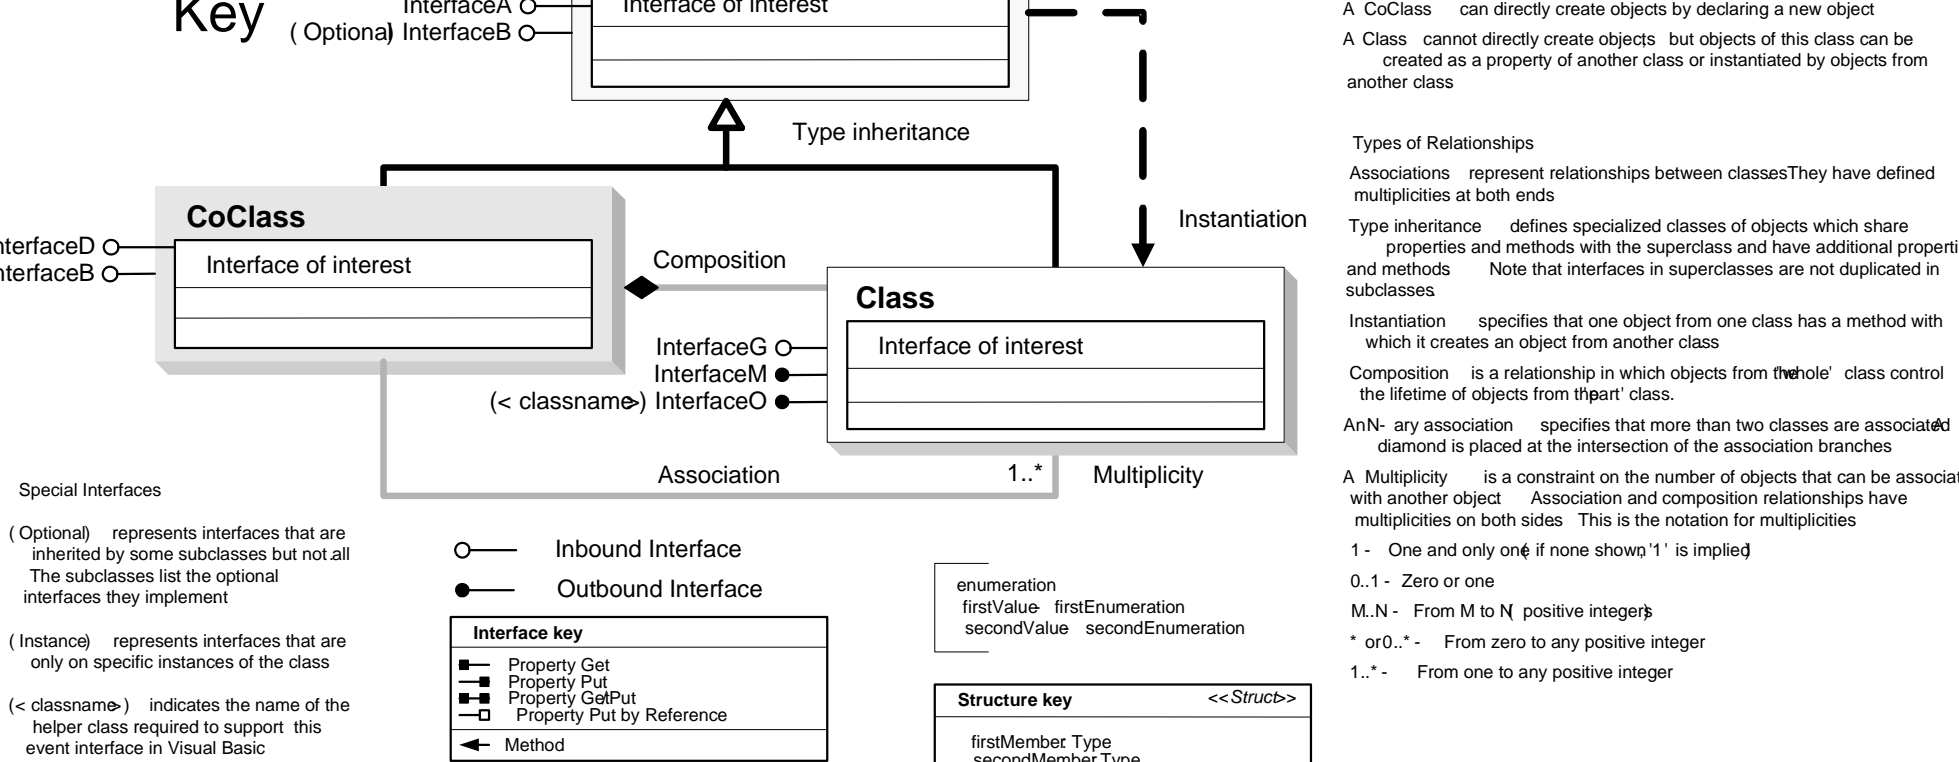 Key
InterfaceA
(Optional) InterfaceB
Interface of interest
Type inheritance
Instantiation
CoClass
nterfaceD
nterfaceB
Interface of interest
Composition
Class
InterfaceG
InterfaceM
(<classname>) InterfaceO
Interface of interest
Association
1..*
Multiplicity
Special Interfaces
(Optional) represents interfaces that are
inherited by some subclasses but not all.
The subclasses list the optional
interfaces they implement
(Instance) represents interfaces that are
only on specific instances of the class
(<classname>) indicates the name of the
helper class required to support this
event interface in Visual Basic
Inbound Interface
Outbound Interface
Interface key
Property Get
Property Put
Property Get/Put
Property Put by Reference
Method
enumeration
firstValue - firstEnumeration
secondValue - secondEnumeration
Structure key <<Struct>>
firstMember: Type
secondMember: Type
A CoClass can directly create objects by declaring a new object
A Class cannot directly create objects, but objects of this class can be
created as a property of another class or instantiated by objects from
another class
Types of Relationships
Associations represent relationships between classes. They have defined
multiplicities at both ends
Type inheritance defines specialized classes of objects which share
properties and methods with the superclass and have additional properti
and methods. Note that interfaces in superclasses are not duplicated in
subclasses.
Instantiation specifies that one object from one class has a method with
which it creates an object from another class
Composition is a relationship in which objects from the 'whole' class control
the lifetime of objects from the 'part' class.
An N-ary association specifies that more than two classes are associated. A
diamond is placed at the intersection of the association branches
A Multiplicity is a constraint on the number of objects that can be associat
with another object. Association and composition relationships have
multiplicities on both sides. This is the notation for multiplicities
1 - One and only one (if none shown, '1' is implied)
0..1 - Zero or one
M..N - From M to N (positive integers)
* or 0..* - From zero to any positive integer
1..* - From one to any positive integer